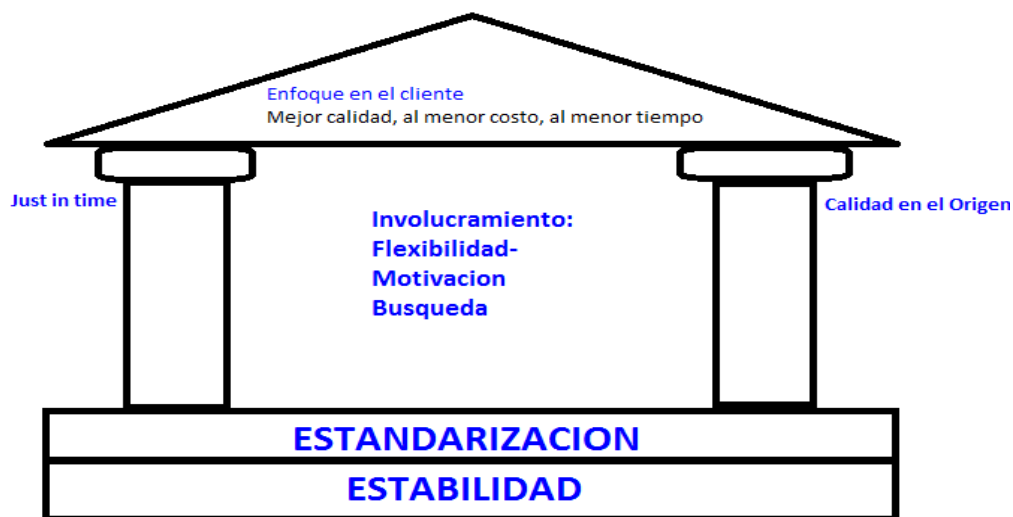 Enfoque en el cliente
Mejor calidad, al menor costo, al menor tiempo
Just in time
Calidad en el Origen
Involucramiento:
Flexibilidad-
Motivacion
Busqueda
ESTANDARIZACION
ESTABILIDAD